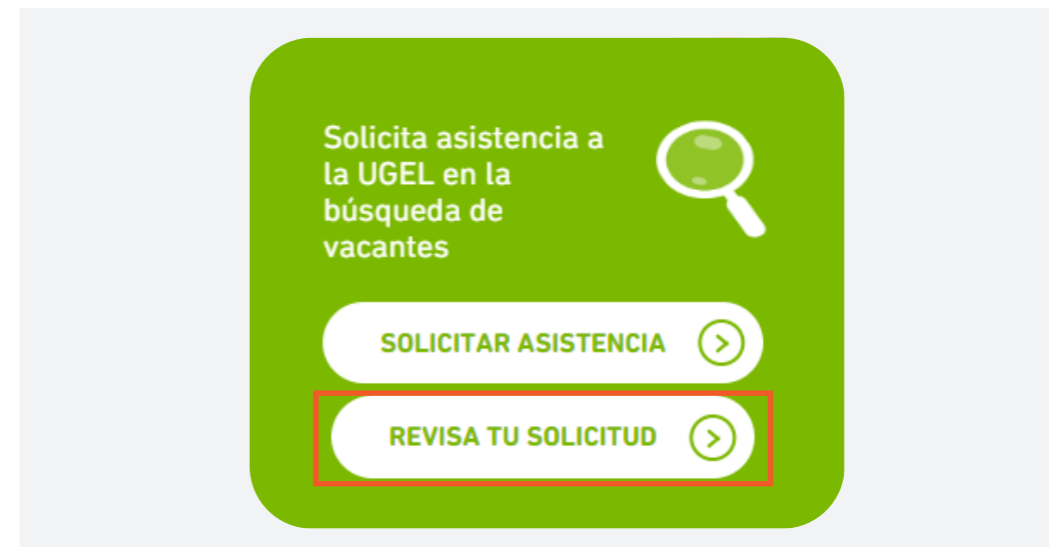 Solicita asistencia a
la UGEL en la
búsqueda de
vacantes
SOLICITAR ASISTENCIA
REVISA TU SOLICITUD